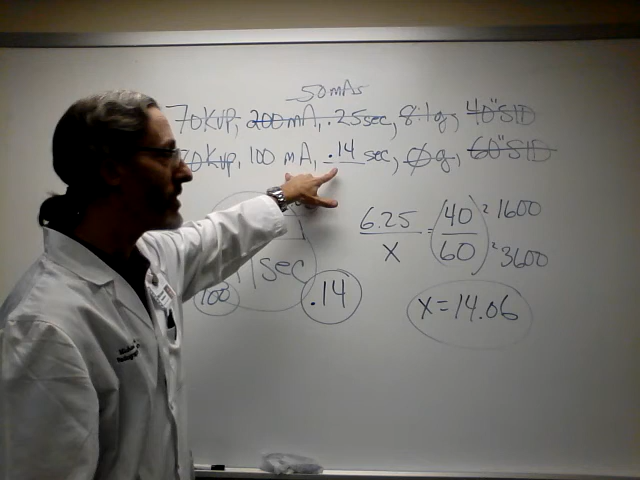 50 mAs
70 KVP, 200 mA, .25 sec, 8:1 g, 40" SID
70 KVP, 100 mA, .14 sec, Ø g, 60" SID
6.25 / X = (40 / 60)² 1600 ² 3600
sec
100
.14
X = 14.06